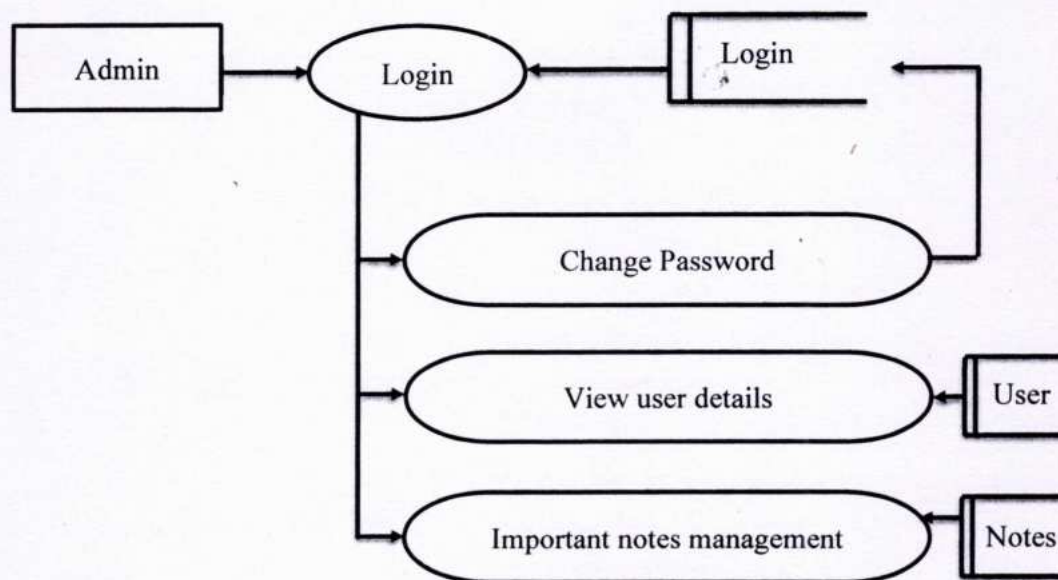 Admin
Login
Login
Change Password
View user details
User
Important notes management
Notes